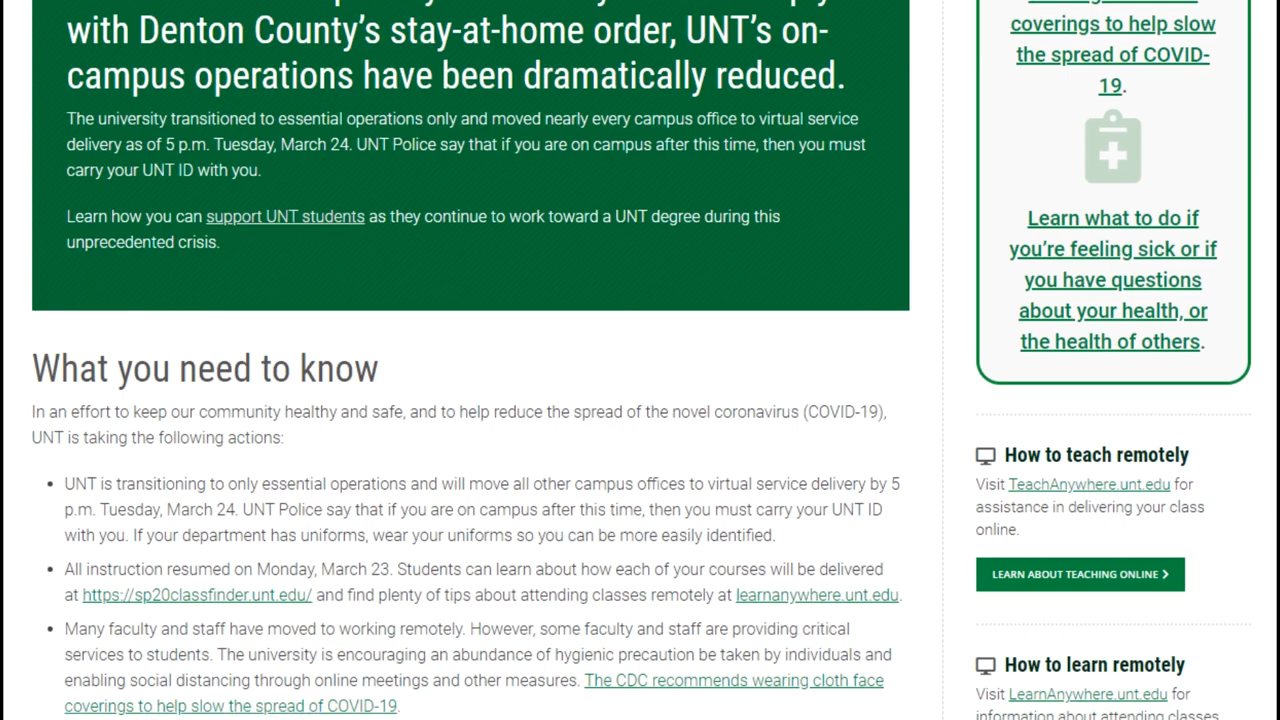 with Denton County’s stay-at-home order, UNT’s on-
campus operations have been dramatically reduced.
The university transitioned to essential operations only and moved nearly every campus office to virtual service
delivery as of 5 p.m. Tuesday, March 24. UNT Police say that if you are on campus after this time, then you must
carry your UNT ID with you.
Learn how you can support UNT students as they continue to work toward a UNT degree during this
unprecedented crisis.
What you need to know
In an effort to keep our community healthy and safe, and to help reduce the spread of the novel coronavirus (COVID-19),
UNT is taking the following actions:
• UNT is transitioning to only essential operations and will move all other campus offices to virtual service delivery by 5
p.m. Tuesday, March 24. UNT Police say that if you are on campus after this time, then you must carry your UNT ID
with you. If your department has uniforms, wear your uniforms so you can be more easily identified.
• All instruction resumed on Monday, March 23. Students can learn about how each of your courses will be delivered
at https://sp20classfinder.unt.edu/ and find plenty of tips about attending classes remotely at learnanywhere.unt.edu.
• Many faculty and staff have moved to working remotely. However, some faculty and staff are providing critical
services to students. The university is encouraging an abundance of hygienic precaution be taken by individuals and
enabling social distancing through online meetings and other measures. The CDC recommends wearing cloth face
coverings to help slow the spread of COVID-19.
coverings to help slow
the spread of COVID-
19.
Learn what to do if
you’re feeling sick or if
you have questions
about your health, or
the health of others.
How to teach remotely
Visit TeachAnywhere.unt.edu for
assistance in delivering your class
online.
LEARN ABOUT TEACHING ONLINE >
How to learn remotely
Visit LearnAnywhere.unt.edu for
information about attending classes